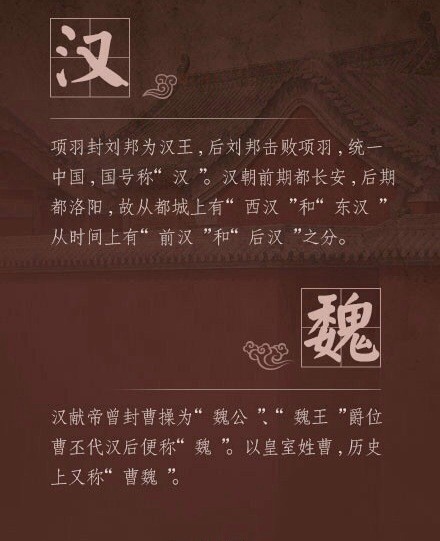 汉
项羽封刘邦为汉王,后刘邦击败项羽,统一
中国,国号称“ 汉 ”。汉朝前期都长安,后期
都洛阳,故从都城上有“ 西汉 ”和“ 东汉 ”
从时间上有“ 前汉 ”和“ 后汉 ”之分。
魏
汉献帝曾封曹操为“ 魏公 ”、“ 魏王 ”爵位
曹丕代汉后便称“ 魏 ”。以皇室姓曹,历史
上又称“ 曹魏 ”。